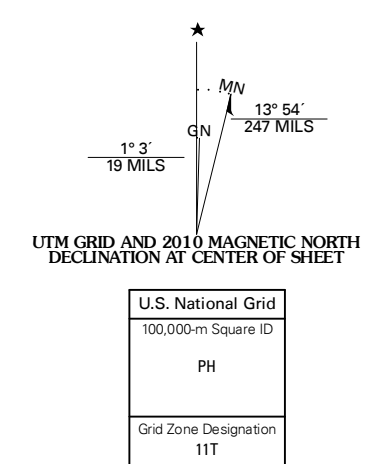 ★
MN
GN
13° 54´
247 MILS
1° 3´
19 MILS
UTM GRID AND 2010 MAGNETIC NORTH
DECLINATION AT CENTER OF SHEET
U.S. National Grid
100,000-m Square ID
PH
Grid Zone Designation
11T